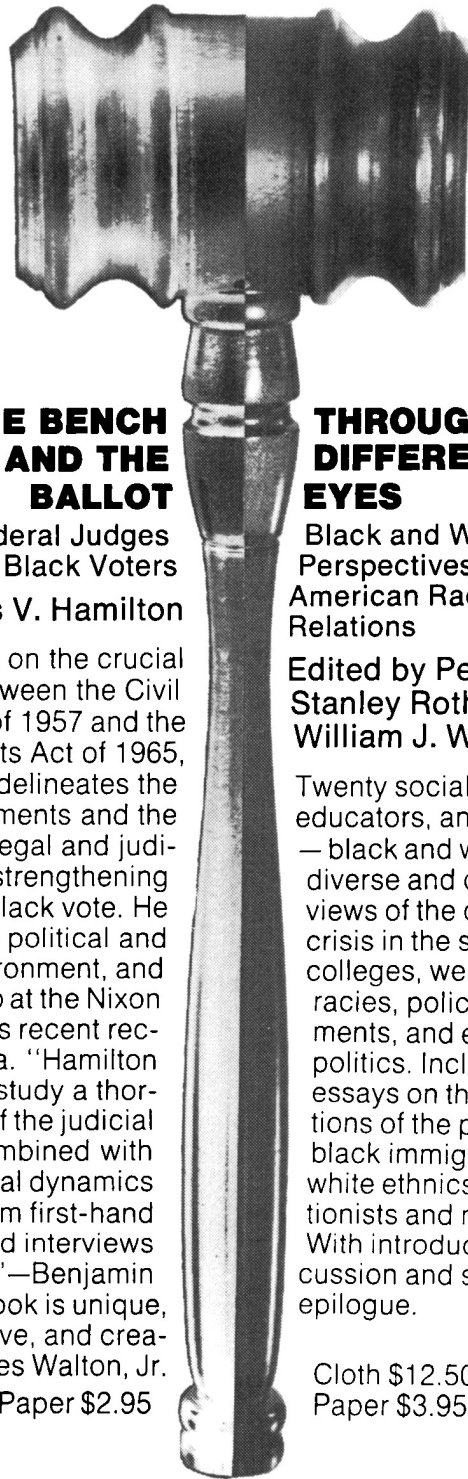 E BENCH
AND THE
BALLOT
deral Judges
Black Voters
s V. Hamilton
on the crucial
ween the Civil
of 1957 and the
ts Act of 1965,
delineates the
ments and the
egal and judi-
strengthening
lack vote. He
political and
ronment, and
o at the Nixon
s recent rec-
a. "Hamilton
study a thor-
f the judicial
mbined with
al dynamics
m first-hand
d interviews
"—Benjamin
ook is unique,
ve, and crea-
es Walton, Jr.
Paper $2.95
THROUG
DIFFERE
EYES
Black and W
Perspectives
American Rac
Relations
Edited by Pe
Stanley Roth
William J. W
Twenty social
educators, an
— black and w
diverse and c
views of the c
crisis in the s
colleges, we
racies, polic
ments, and e
politics. Incl
essays on th
tions of the p
black immig
white ethnics
tionists and r
With introduc
cussion and s
epilogue.
Cloth $12.50
Paper $3.95